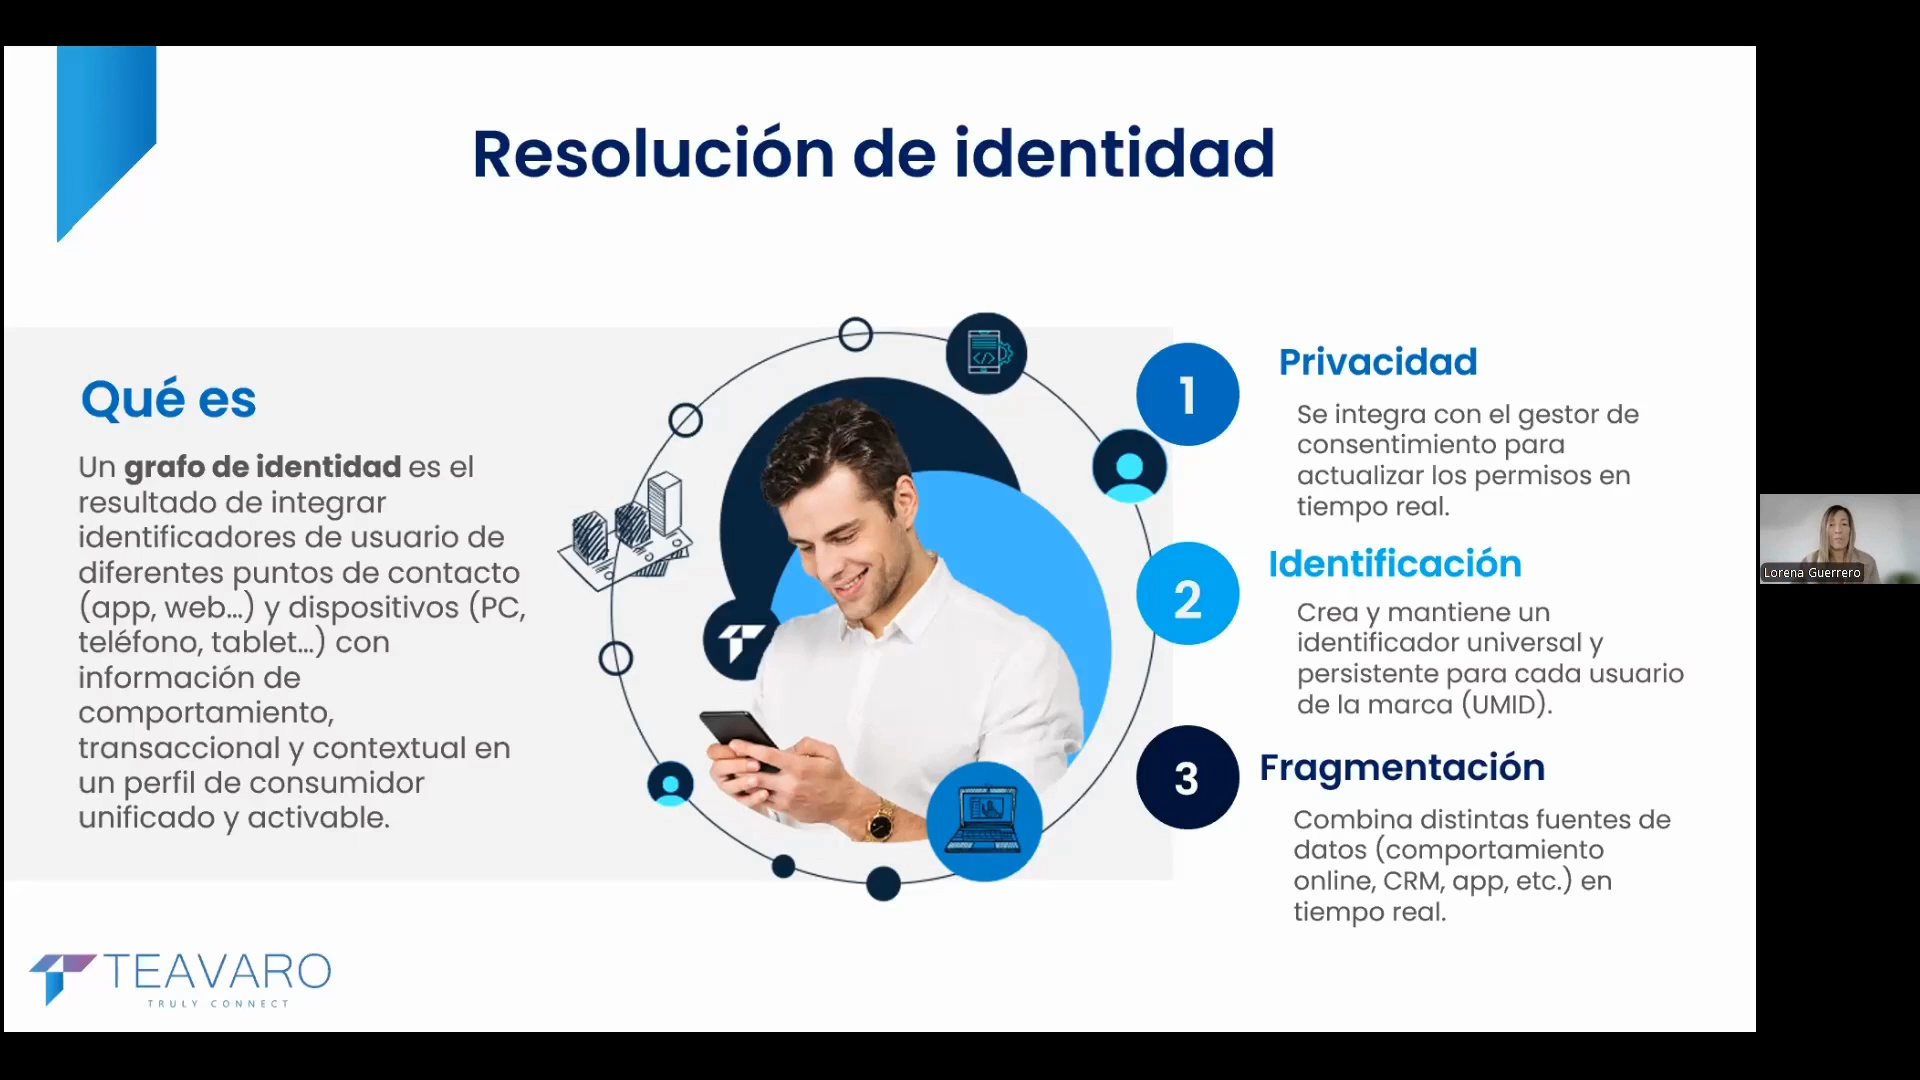 Resolución de identidad
Qué es
Un grafo de identidad es el
resultado de integrar
identificadores de usuario de
diferentes puntos de contacto
(app, web...) y dispositivos (PC,
teléfono, tablet...) con
información de
comportamiento,
transaccional y contextual en
un perfil de consumidor
unificado y activable.
1
Privacidad
Se integra con el gestor de
consentimiento para
actualizar los permisos en
tiempo real.
2
Identificación
Crea y mantiene un
identificador universal y
persistente para cada usuario
de la marca (UMID).
3
Fragmentación
Combina distintas fuentes de
datos (comportamiento
online, CRM, app, etc.) en
tiempo real.
TEAVARO
TRULY CONNECT
Lorena Guerrero